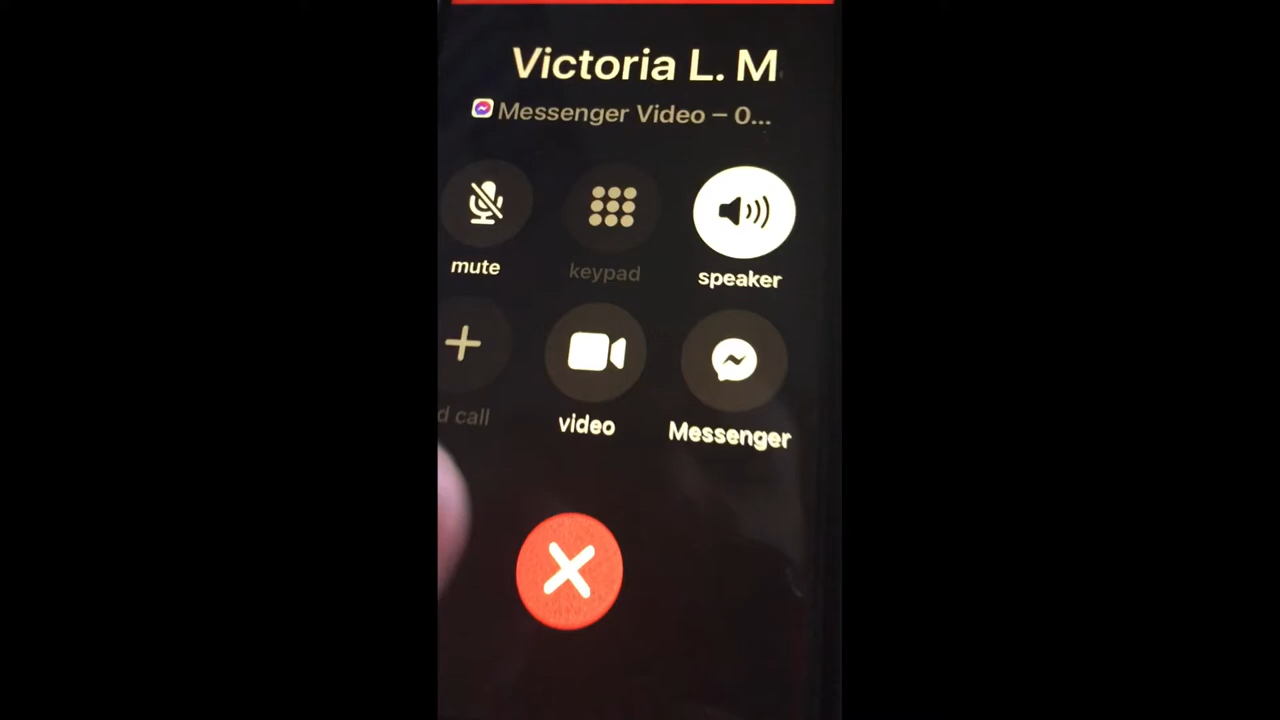 Victoria L. M
Messenger Video – 0...
mute
keypad
speaker
d call
video
Messenger